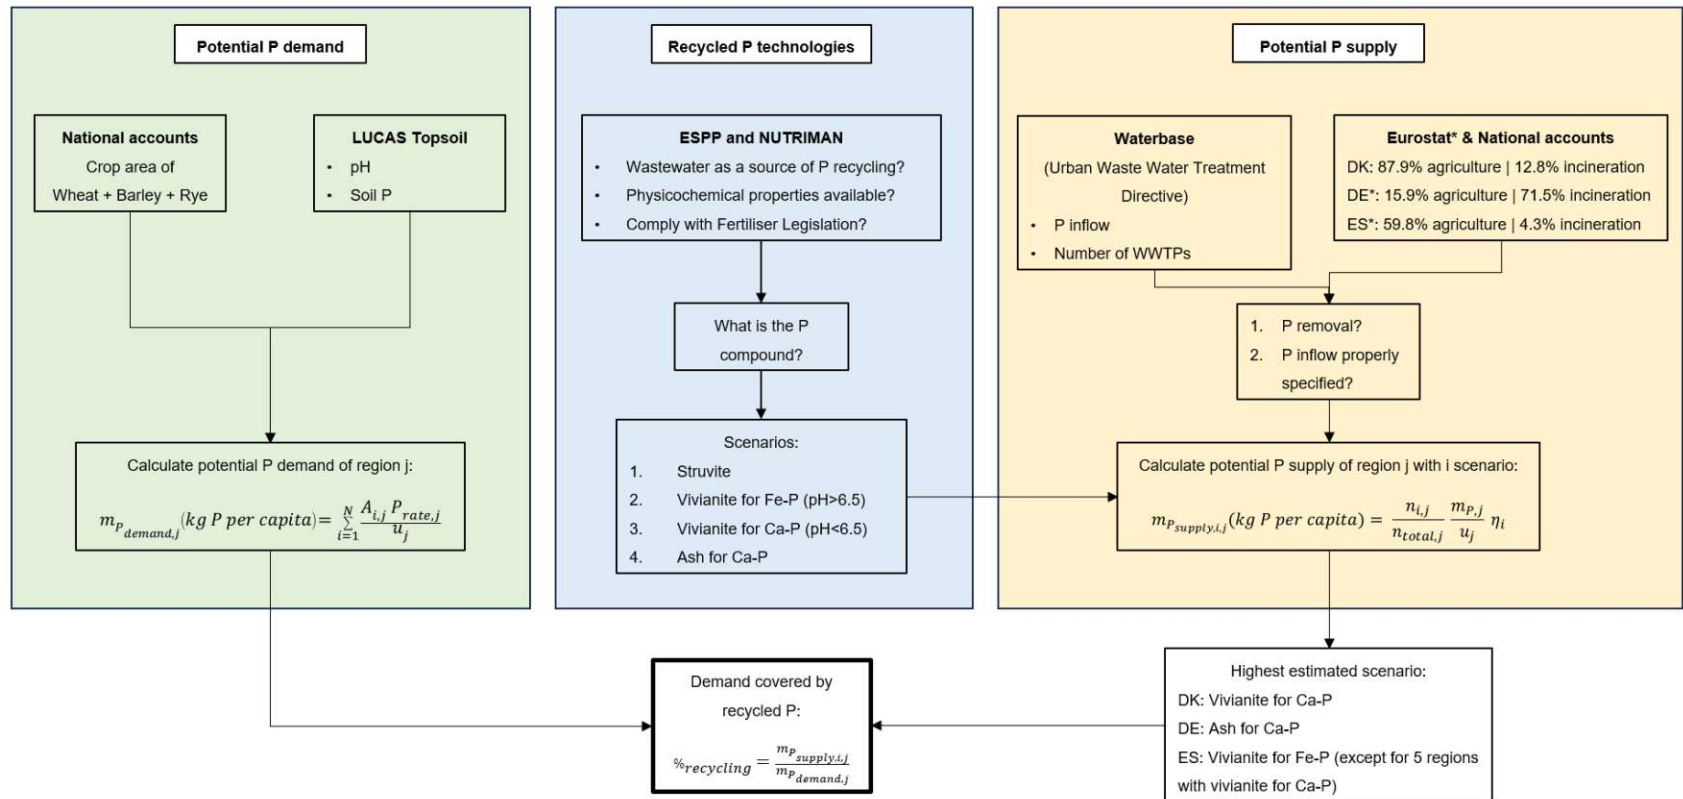 Potential P demand
National accounts
Crop area of
Wheat + Barley + Rye
LUCAS Topsoil
• pH
• Soil P
Calculate potential P demand of region j:
m_{P_{demand,j}}(kg P per capita) = \sum_{i=1}^{N} \frac{A_{i,j} P_{rate,j}}{u_j}
Recycled P technologies
ESPP and NUTRIMAN
• Wastewater as a source of P recycling?
• Physicochemical properties available?
• Comply with Fertiliser Legislation?
What is the P
compound?
Scenarios:
1. Struvite
2. Vivianite for Fe-P (pH>6.5)
3. Vivianite for Ca-P (pH<6.5)
4. Ash for Ca-P
Potential P supply
Waterbase
(Urban Waste Water Treatment
Directive)
• P inflow
• Number of WWTPs
Eurostat* & National accounts
DK: 87.9% agriculture | 12.8% incineration
DE*: 15.9% agriculture | 71.5% incineration
ES*: 59.8% agriculture | 4.3% incineration
1. P removal?
2. P inflow properly
specified?
Calculate potential P supply of region j with i scenario:
m_{P_{supply,i,j}}(kg P per capita) = \frac{n_{i,j}}{n_{total,j}} \frac{m_{P,j}}{u_j} η_i
Demand covered by
recycled P:
%_{recycling} = \frac{m_{P_{supply,i,j}}}{m_{P_{demand,j}}}
Highest estimated scenario:
DK: Vivianite for Ca-P
DE: Ash for Ca-P
ES: Vivianite for Fe-P (except for 5 regions
with vivianite for Ca-P)